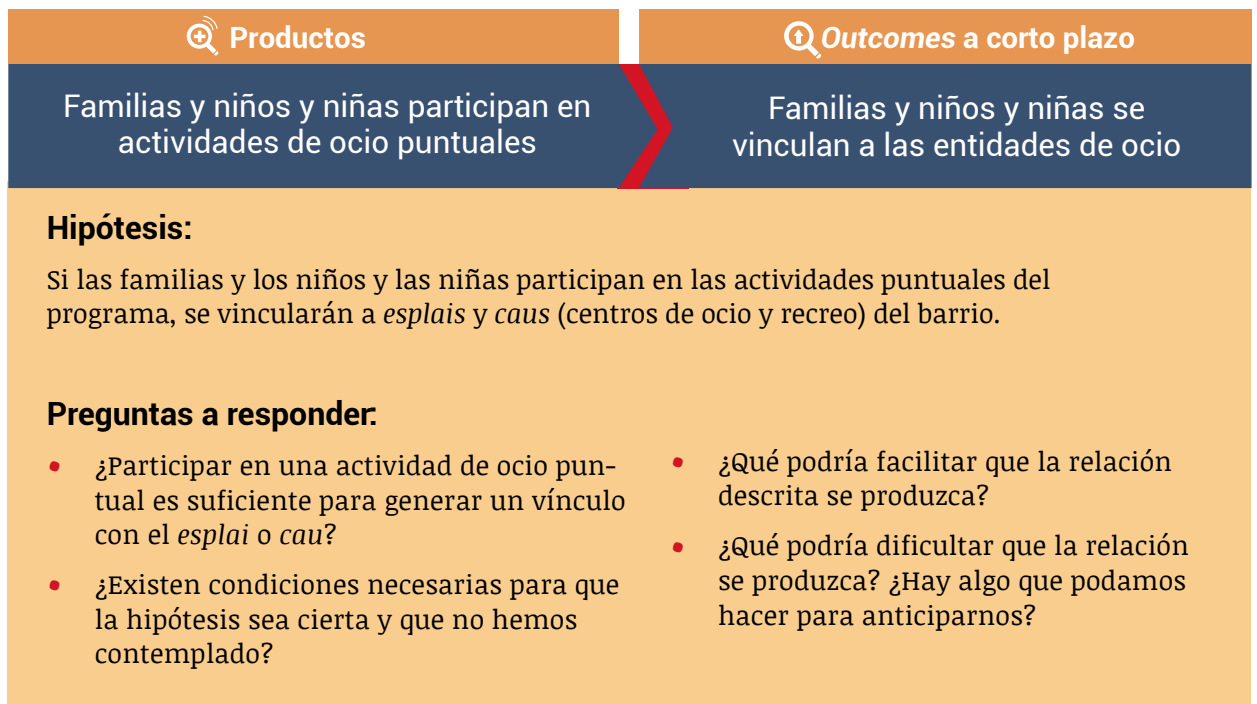 Productos
Outcomes a corto plazo
Familias y niños y niñas participan en
actividades de ocio puntuales
Familias y niños y niñas se
vinculan a las entidades de ocio
Hipótesis:
Si las familias y los niños y las niñas participan en las actividades puntuales del
programa, se vincularán a esplais y caus (centros de ocio y recreo) del barrio.
Preguntas a responder:
¿Participar en una actividad de ocio pun-
tual es suficiente para generar un vínculo
con el esplai o cau?
¿Existen condiciones necesarias para que
la hipótesis sea cierta y que no hemos
contemplado?
¿Qué podría facilitar que la relación
descrita se produzca?
¿Qué podría dificultar que la relación
se produzca? ¿Hay algo que podamos
hacer para anticiparnos?